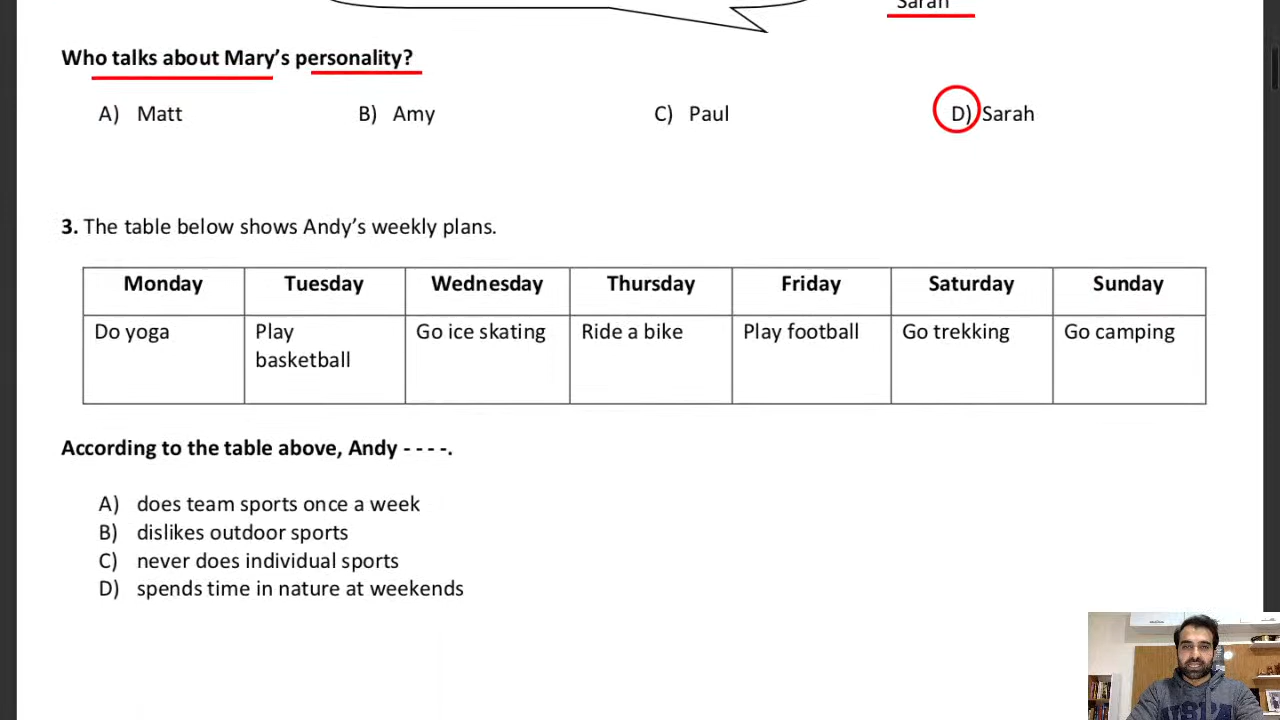 Sarah
Who talks about Mary's personality?
A) Matt B) Amy C) Paul D) Sarah
3. The table below shows Andy's weekly plans.
Monday Tuesday Wednesday Thursday Friday Saturday Sunday
Do yoga Play basketball Go ice skating Ride a bike Play football Go trekking Go camping
According to the table above, Andy - - - -.
A) does team sports once a week
B) dislikes outdoor sports
C) never does individual sports
D) spends time in nature at weekends